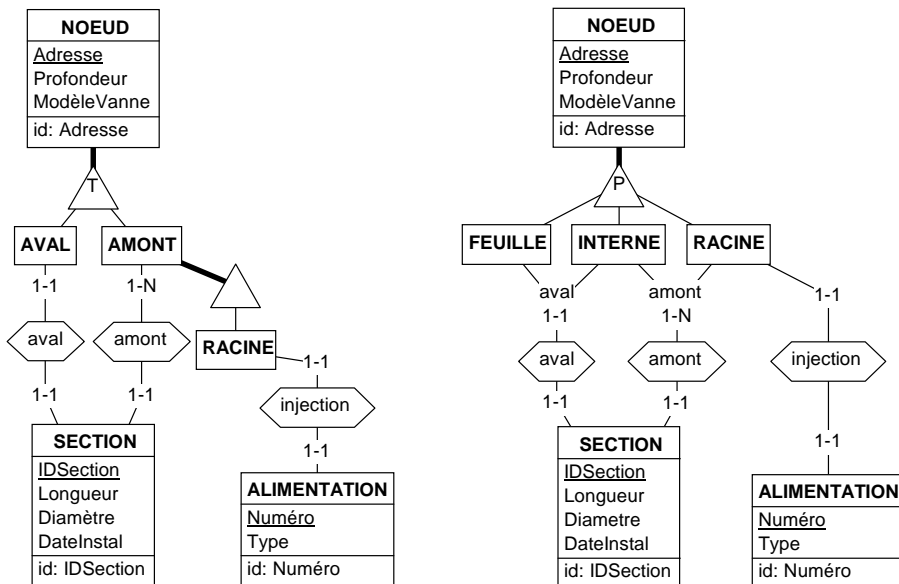 NOEUD
Adresse
Profondeur
ModèleVanne
id: Adresse
T
AVAL
AMONT
1-1
1-N
aval
amont
RACINE
1-1
injection
1-1
1-1
1-1
SECTION
IDSection
Longueur
Diamètre
DateInstal
id: IDSection
ALIMENTATION
Numéro
Type
id: Numéro
NOEUD
Adresse
Profondeur
ModèleVanne
id: Adresse
P
FEUILLE
INTERNE
RACINE
aval
1-1
amont
1-N
1-1
aval
amont
injection
1-1
1-1
1-1
SECTION
IDSection
Longueur
Diametre
DateInstal
id: IDSection
ALIMENTATION
Numéro
Type
id: Numéro